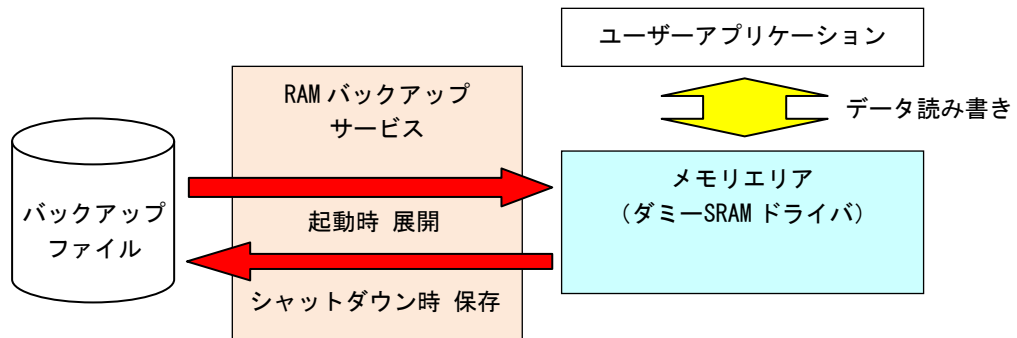 ユーザーアプリケーション
RAM バックアップ
サービス
データ読み書き
メモリエリア
(ダミーSRAM ドライバ)
バックアップ
ファイル
起動時 展開
シャットダウン時 保存